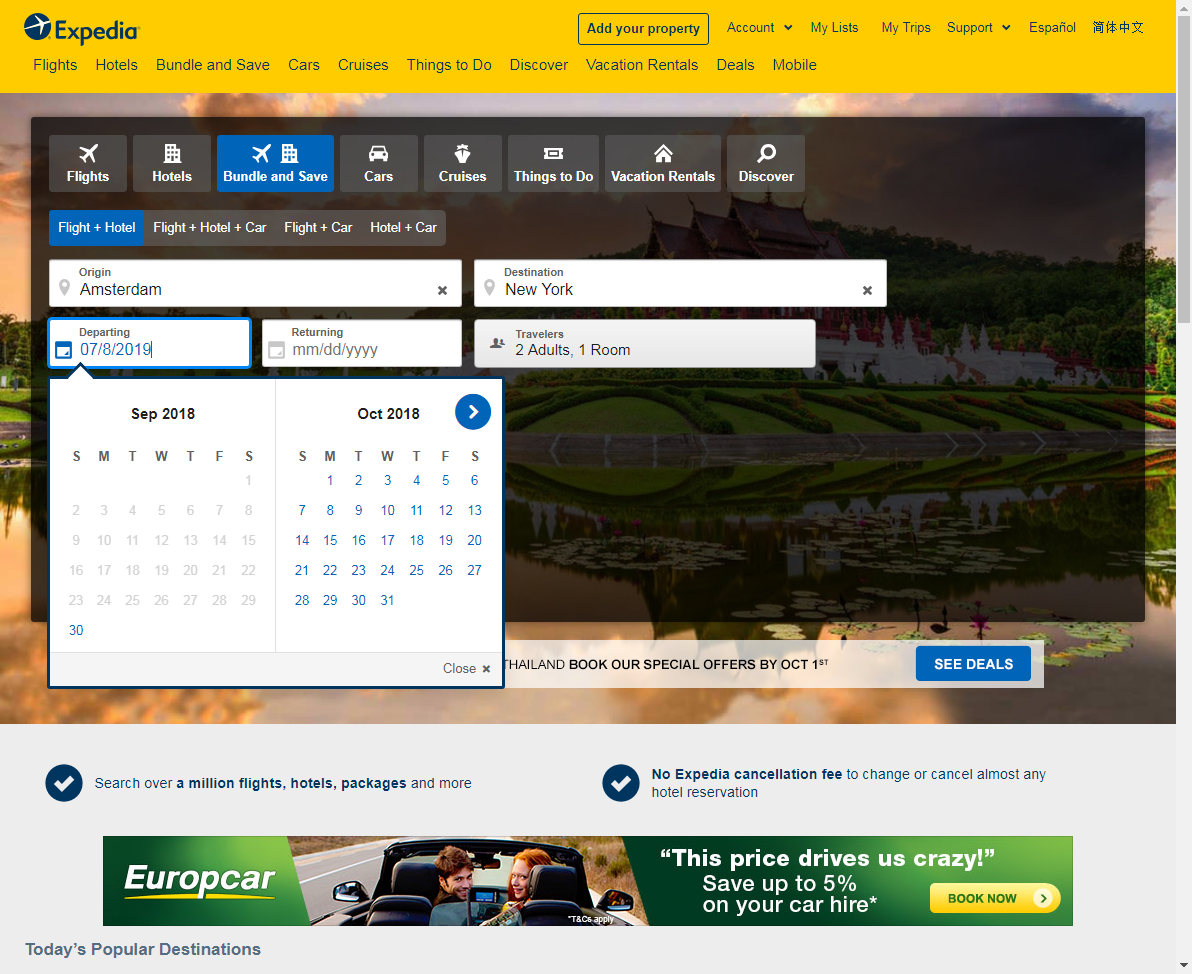 Expedia
Add your property
Account
My Lists
My Trips
Support
Español
简体中文
Flights Hotels Bundle and Save Cars Cruises Things to Do Discover Vacation Rentals Deals Mobile
Flights Hotels Bundle and Save Cars Cruises Things to Do Vacation Rentals Discover
Flight + Hotel Flight + Hotel + Car Flight + Car Hotel + Car
Origin
Amsterdam
Destination
New York
Departing
07/8/2019
Returning
mm/dd/yyyy
Travelers
2 Adults, 1 Room
Sep 2018
S M T W T F S
1
2 3 4 5 6 7 8
9 10 11 12 13 14 15
16 17 18 19 20 21 22
23 24 25 26 27 28 29
30
Oct 2018
S M T W T F S
1 2 3 4 5 6
7 8 9 10 11 12 13
14 15 16 17 18 19 20
21 22 23 24 25 26 27
28 29 30 31
Close
THAILAND BOOK OUR SPECIAL OFFERS BY OCT 1ST
SEE DEALS
Search over a million flights, hotels, packages and more
No Expedia cancellation fee to change or cancel almost any
hotel reservation
Europcar
*T&Cs apply
“This price drives us crazy!”
Save up to 5%
on your car hire*
BOOK NOW
Today’s Popular Destinations